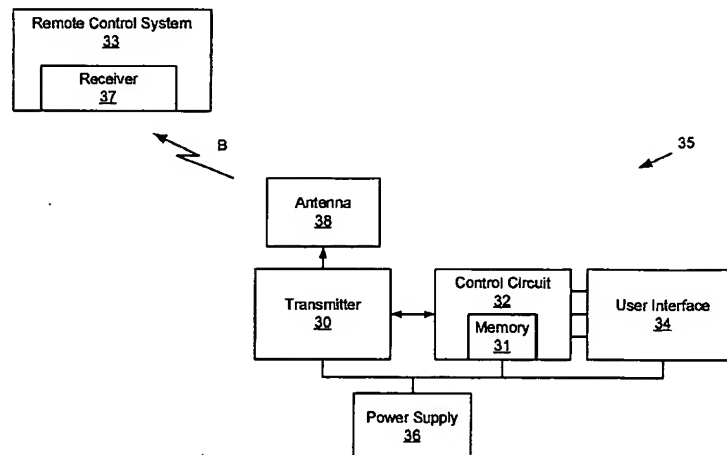 Remote Control System
33
Receiver
37
B
35
Antenna
38
Transmitter
30
Control Circuit
32
Memory
31
User Interface
34
Power Supply
36